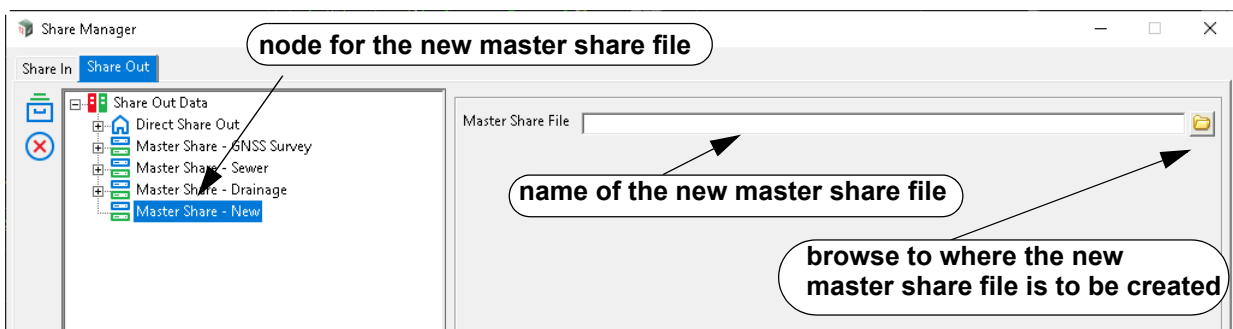 Share Manager
node for the new master share file
Share In Share Out
Share Out Data
Direct Share Out
Master Share - GNSS Survey
Master Share - Sewer
Master Share - Drainage
Master Share - New
Master Share File
name of the new master share file
browse to where the new
master share file is to be created